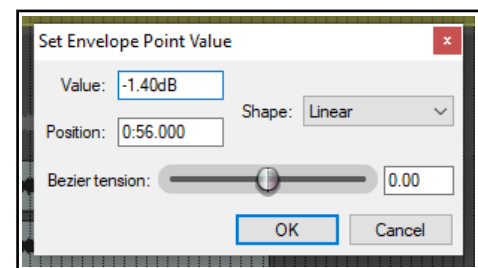 Set Envelope Point Value
x
Value: -1.40dB
Shape: Linear
Position: 0:56.000
Bezier tension: 0.00
OK Cancel